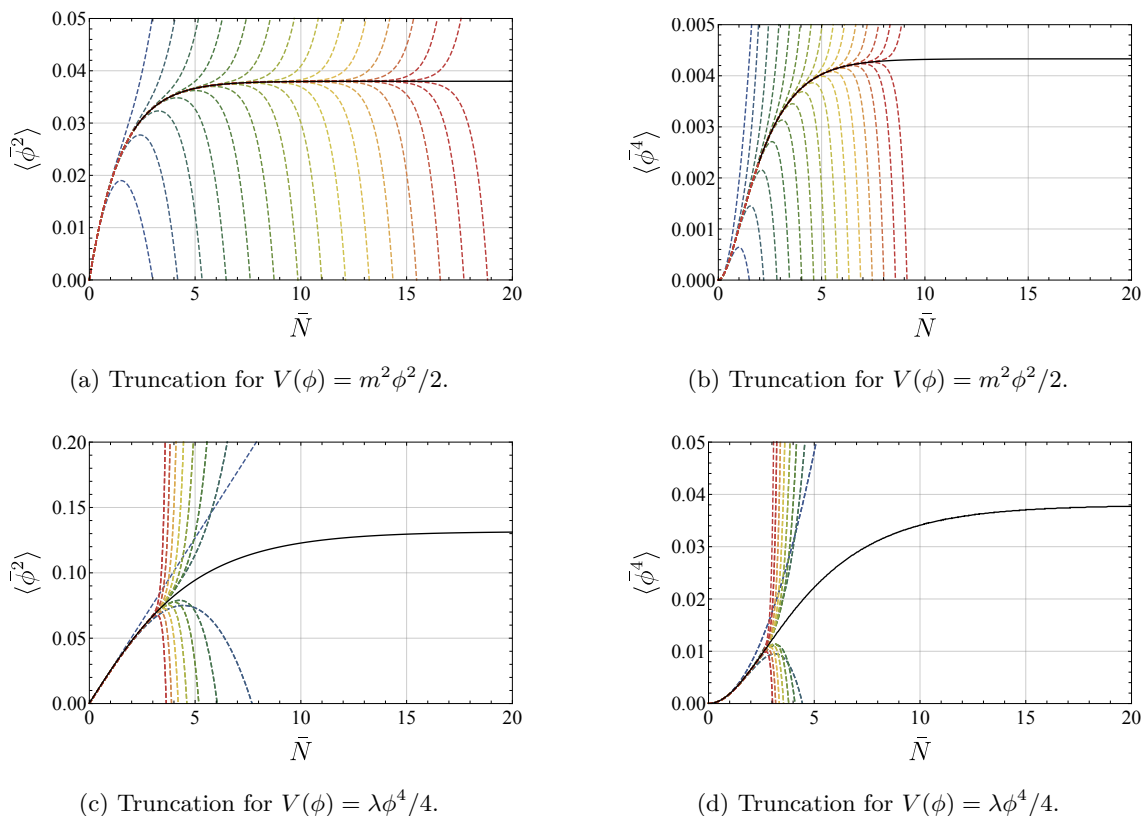 0.05
0.04
0.03
0.02
0.01
0.00
⟨ϕ̄²⟩
0 5 10 15 20
N̄
(a) Truncation for V(ϕ) = m²ϕ²/2.
0.005
0.004
0.003
0.002
0.001
0.000
⟨ϕ̄⁴⟩
0 5 10 15 20
N̄
(b) Truncation for V(ϕ) = m²ϕ²/2.
0.20
0.15
0.10
0.05
0.00
⟨ϕ̄²⟩
0 5 10 15 20
N̄
(c) Truncation for V(ϕ) = λϕ⁴/4.
0.05
0.04
0.03
0.02
0.01
0.00
⟨ϕ̄⁴⟩
0 5 10 15 20
N̄
(d) Truncation for V(ϕ) = λϕ⁴/4.